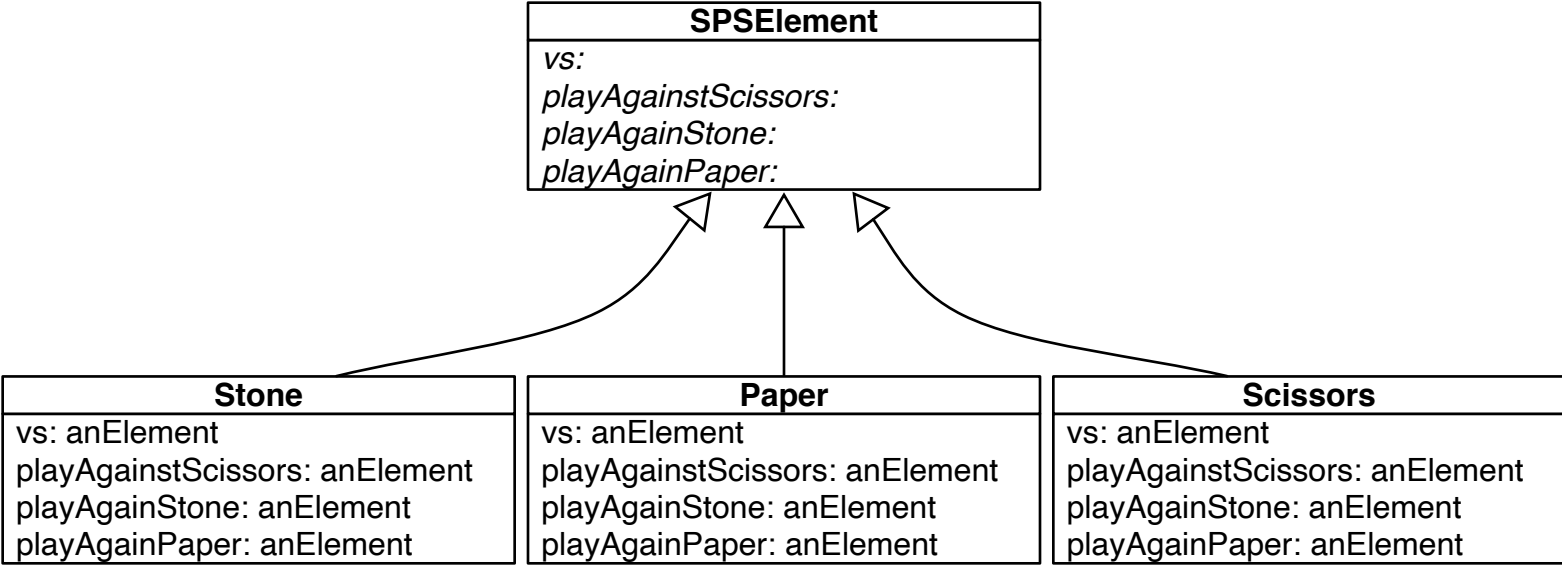 SPSElement
vs:
playAgainstScissors:
playAgainStone:
playAgainPaper:
Stone
vs: anElement
playAgainstScissors: anElement
playAgainStone: anElement
playAgainPaper: anElement
Paper
vs: anElement
playAgainstScissors: anElement
playAgainStone: anElement
playAgainPaper: anElement
Scissors
vs: anElement
playAgainstScissors: anElement
playAgainStone: anElement
playAgainPaper: anElement